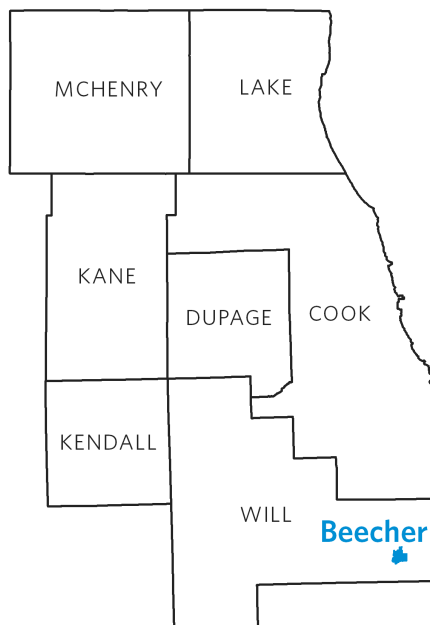 MCHENRY
LAKE
KANE
DUPAGE
COOK
KENDALL
WILL
Beecher